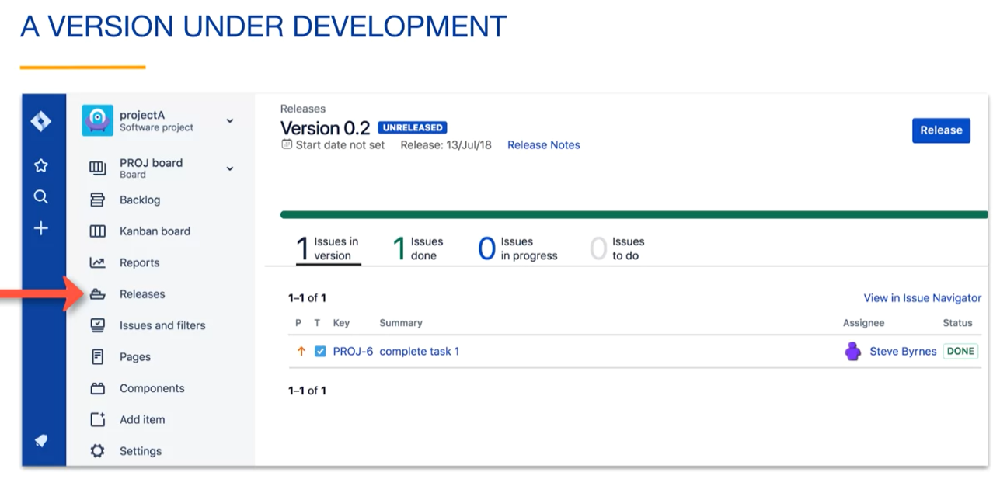 A VERSION UNDER DEVELOPMENT
projectA
Software project
PROJ board
Board
Backlog
Kanban board
Reports
Releases
Issues and filters
Pages
Components
Add item
Settings
Releases
Version 0.2 UNRELEASED
Start date not set Release: 13/Jul/18 Release Notes
Release
1 Issues in version
1 Issues done
0 Issues in progress
0 Issues to do
1–1 of 1
View in Issue Navigator
P T Key Summary Assignee Status
PROJ-6 complete task 1 Steve Byrnes DONE
1–1 of 1